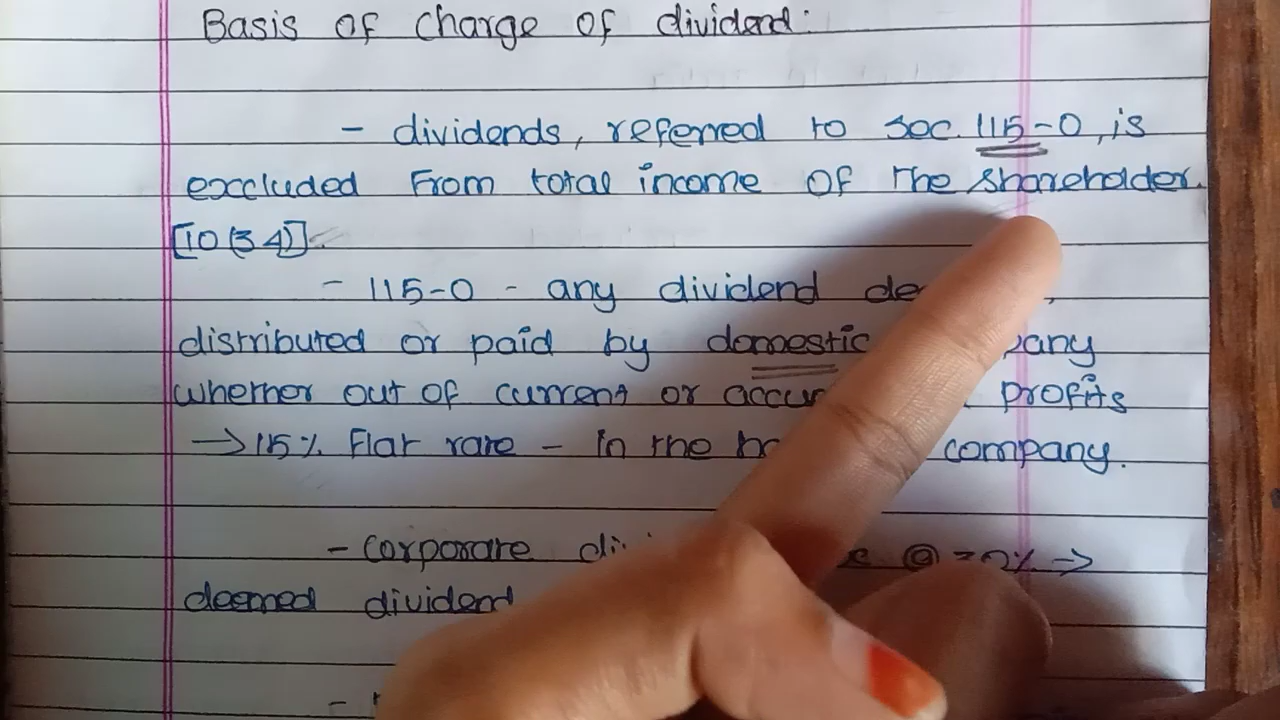 Basis of charge of dividend:
- dividends, referred to sec. 115-O, is
excluded from total income of the shareholder.
[10(34)]
- 115-O - any dividend
distributed or paid by domestic
whether out of current or profits
→ 15% Flat rate - in the company.
- Corporate @
deemed dividend